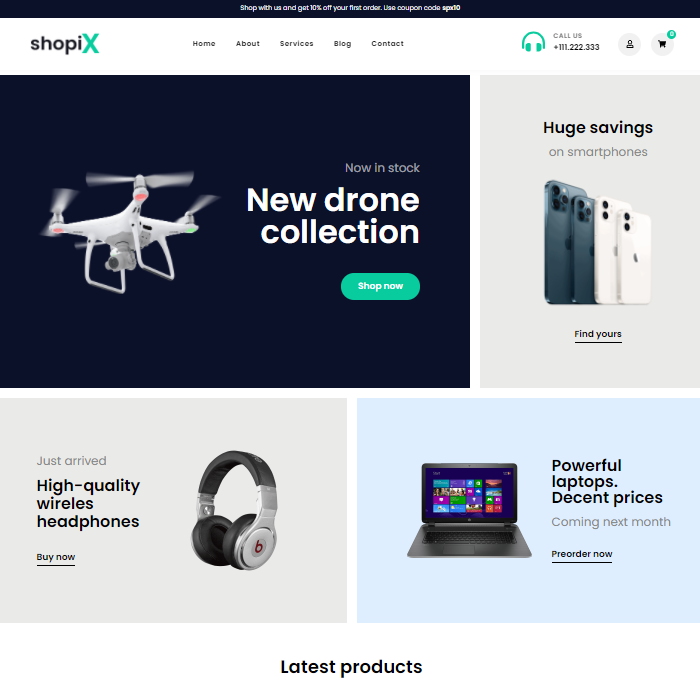 Shop with us and get 10% off your first order. Use coupon code spx10
shopiX
Home About Services Blog Contact
CALL US
+111.222.333
0
Now in stock
New drone
collection
Shop now
Huge savings
on smartphones
Find yours
Just arrived
High-quality
wireles
headphones
Buy now
Powerful
laptops.
Decent prices
Coming next month
Preorder now
Latest products